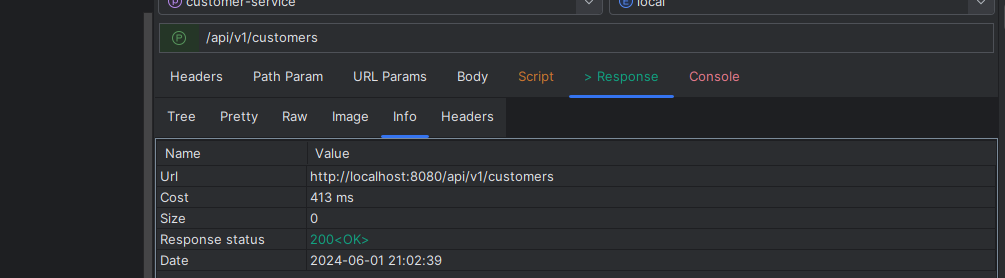 P customer-service E local
P /api/v1/customers
Headers Path Param URL Params Body Script > Response Console
Tree Pretty Raw Image Info Headers
Name Value
Url http://localhost:8080/api/v1/customers
Cost 413 ms
Size 0
Response status 200<OK>
Date 2024-06-01 21:02:39